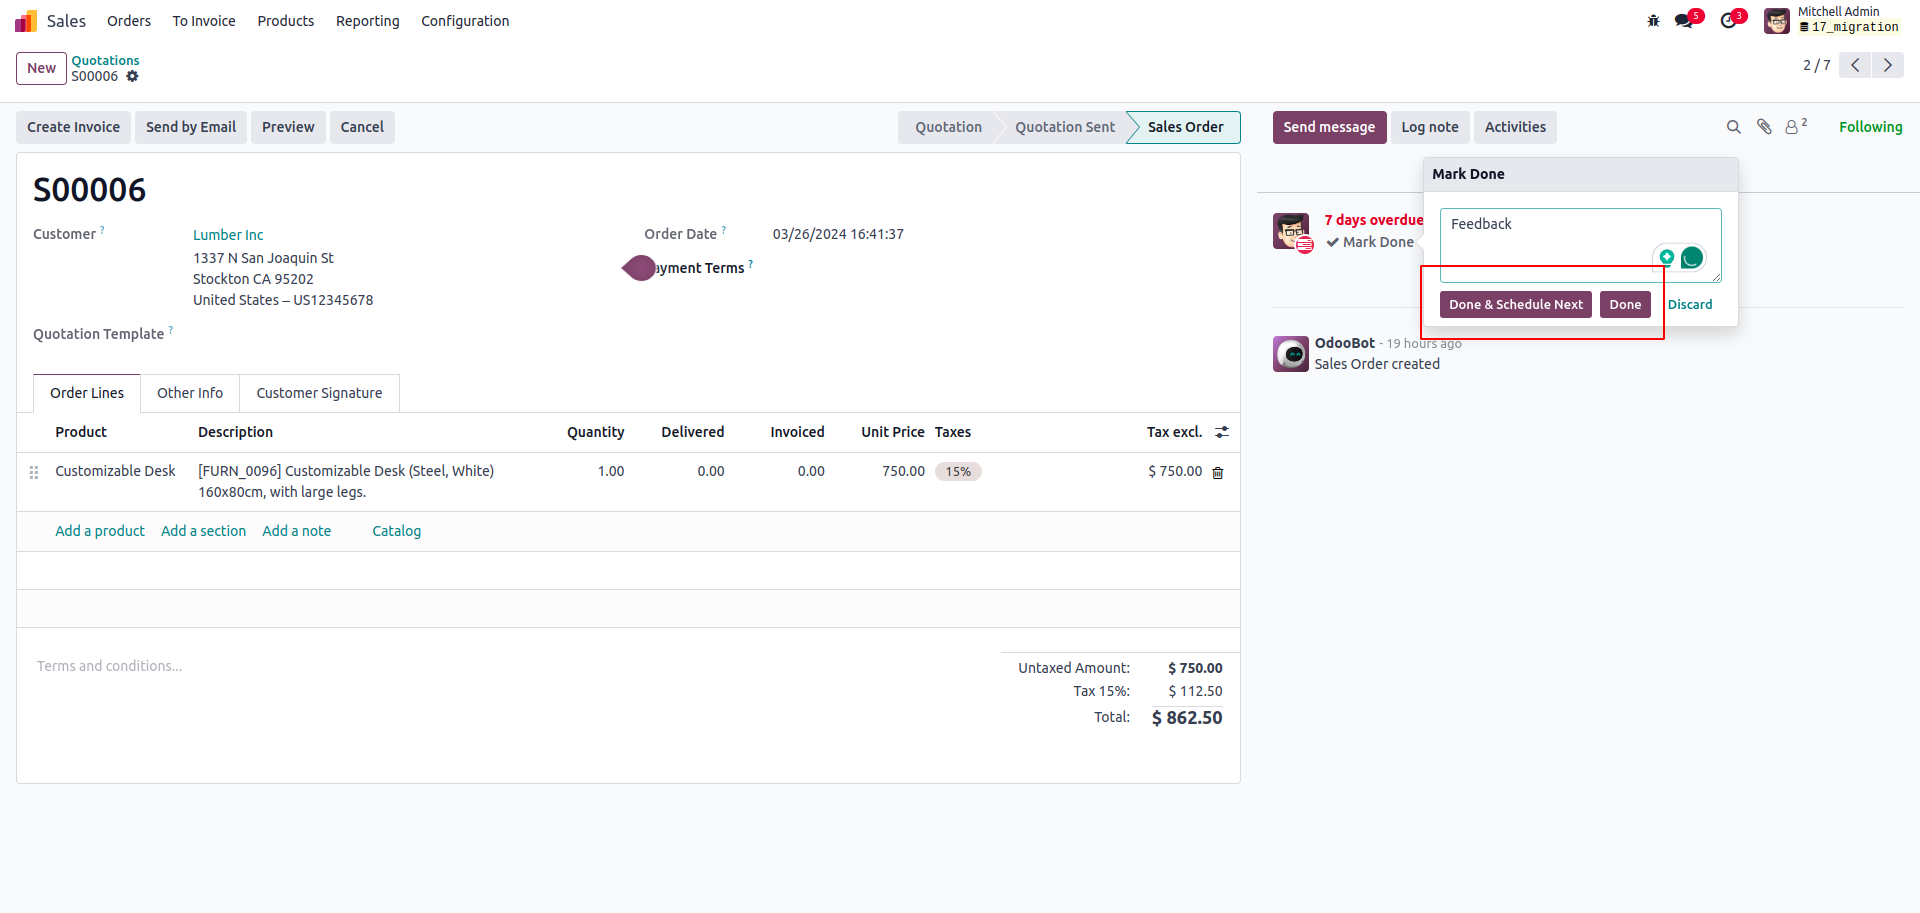 Sales Orders To Invoice Products Reporting Configuration 5 3 Mitchell Admin
17_migration
New Quotations
S00006
2 / 7
Create Invoice Send by Email Preview Cancel Quotation Quotation Sent Sales Order
Send message Log note Activities 2 Following
S00006
Customer ? Lumber Inc
1337 N San Joaquin St
Stockton CA 95202
United States – US12345678
Quotation Template ?
Order Date ? 03/26/2024 16:41:37
ayment Terms ?
Order Lines Other Info Customer Signature
Product Description Quantity Delivered Invoiced Unit Price Taxes Tax excl.
Customizable Desk [FURN_0096] Customizable Desk (Steel, White) 1.00 0.00 0.00 750.00 15% $ 750.00
160x80cm, with large legs.
Add a product Add a section Add a note Catalog
Terms and conditions...
Untaxed Amount: $ 750.00
Tax 15%: $ 112.50
Total: $ 862.50
Mark Done
7 days overdue
Mark Done
Feedback
Done & Schedule Next Done Discard
OdooBot - 19 hours ago
Sales Order created